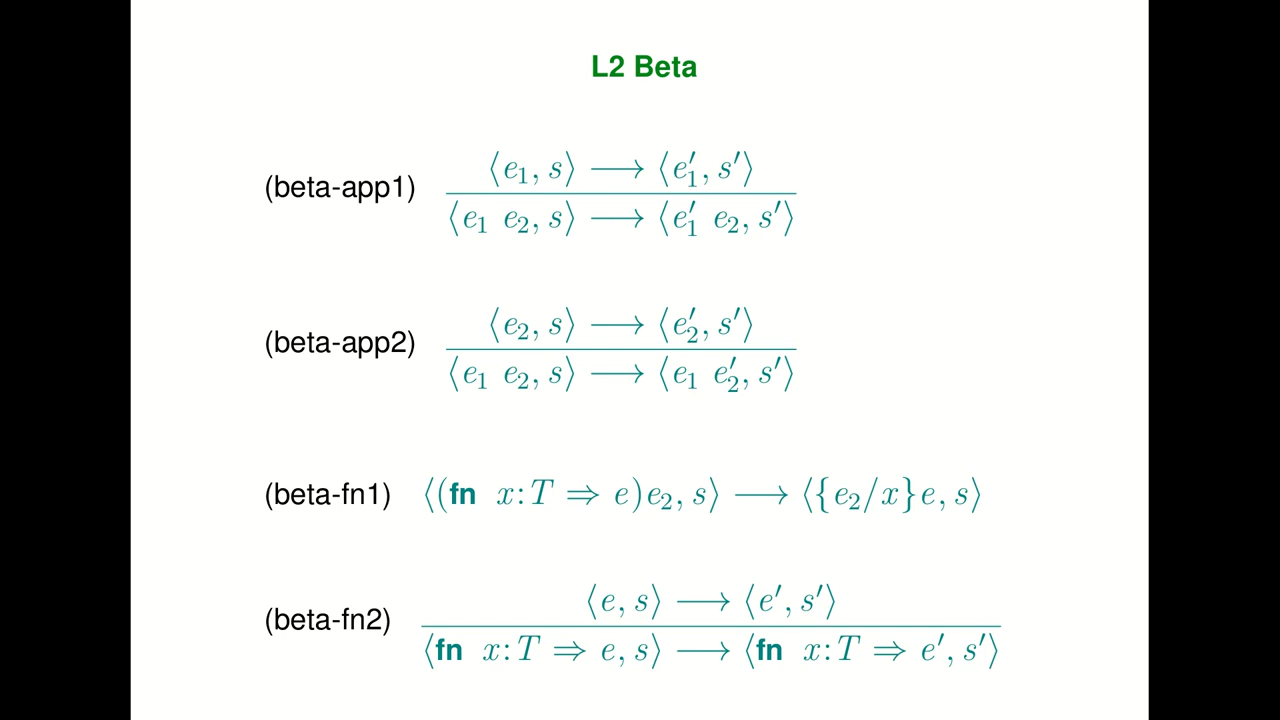 L2 Beta
(beta-app1) ⟨e₁, s⟩ ⟶ ⟨e₁′, s′⟩
⟨e₁ e₂, s⟩ ⟶ ⟨e₁′ e₂, s′⟩
(beta-app2) ⟨e₂, s⟩ ⟶ ⟨e₂′, s′⟩
⟨e₁ e₂, s⟩ ⟶ ⟨e₁ e₂′, s′⟩
(beta-fn1) ⟨(fn x:T ⇒ e)e₂, s⟩ ⟶ ⟨{e₂/x}e, s⟩
(beta-fn2) ⟨e, s⟩ ⟶ ⟨e′, s′⟩
⟨fn x:T ⇒ e, s⟩ ⟶ ⟨fn x:T ⇒ e′, s′⟩